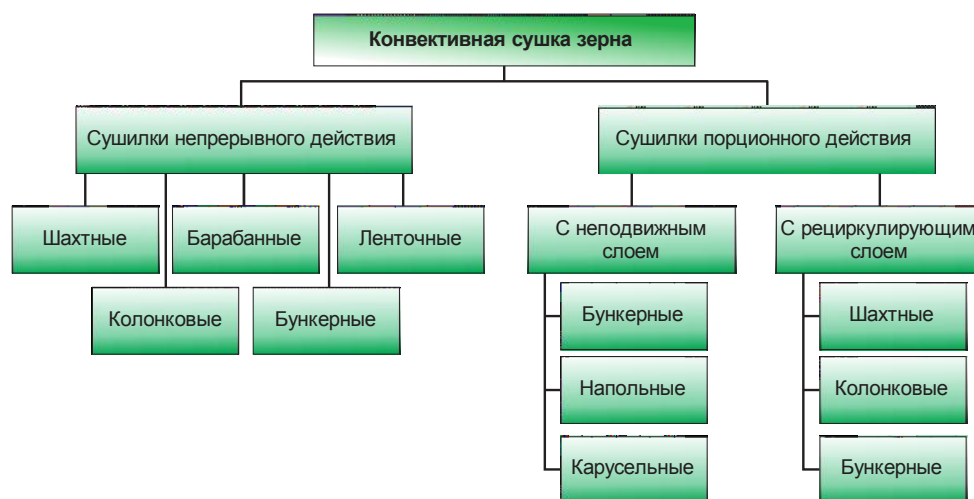 Конвективная сушка зерна
Сушилки непрерывного действия
Сушилки порционного действия
Шахтные
Барабанные
Ленточные
С неподвижным
слоем
С рециркулирующим
слоем
Колонковые
Бункерные
Бункерные
Шахтные
Напольные
Колонковые
Карусельные
Бункерные